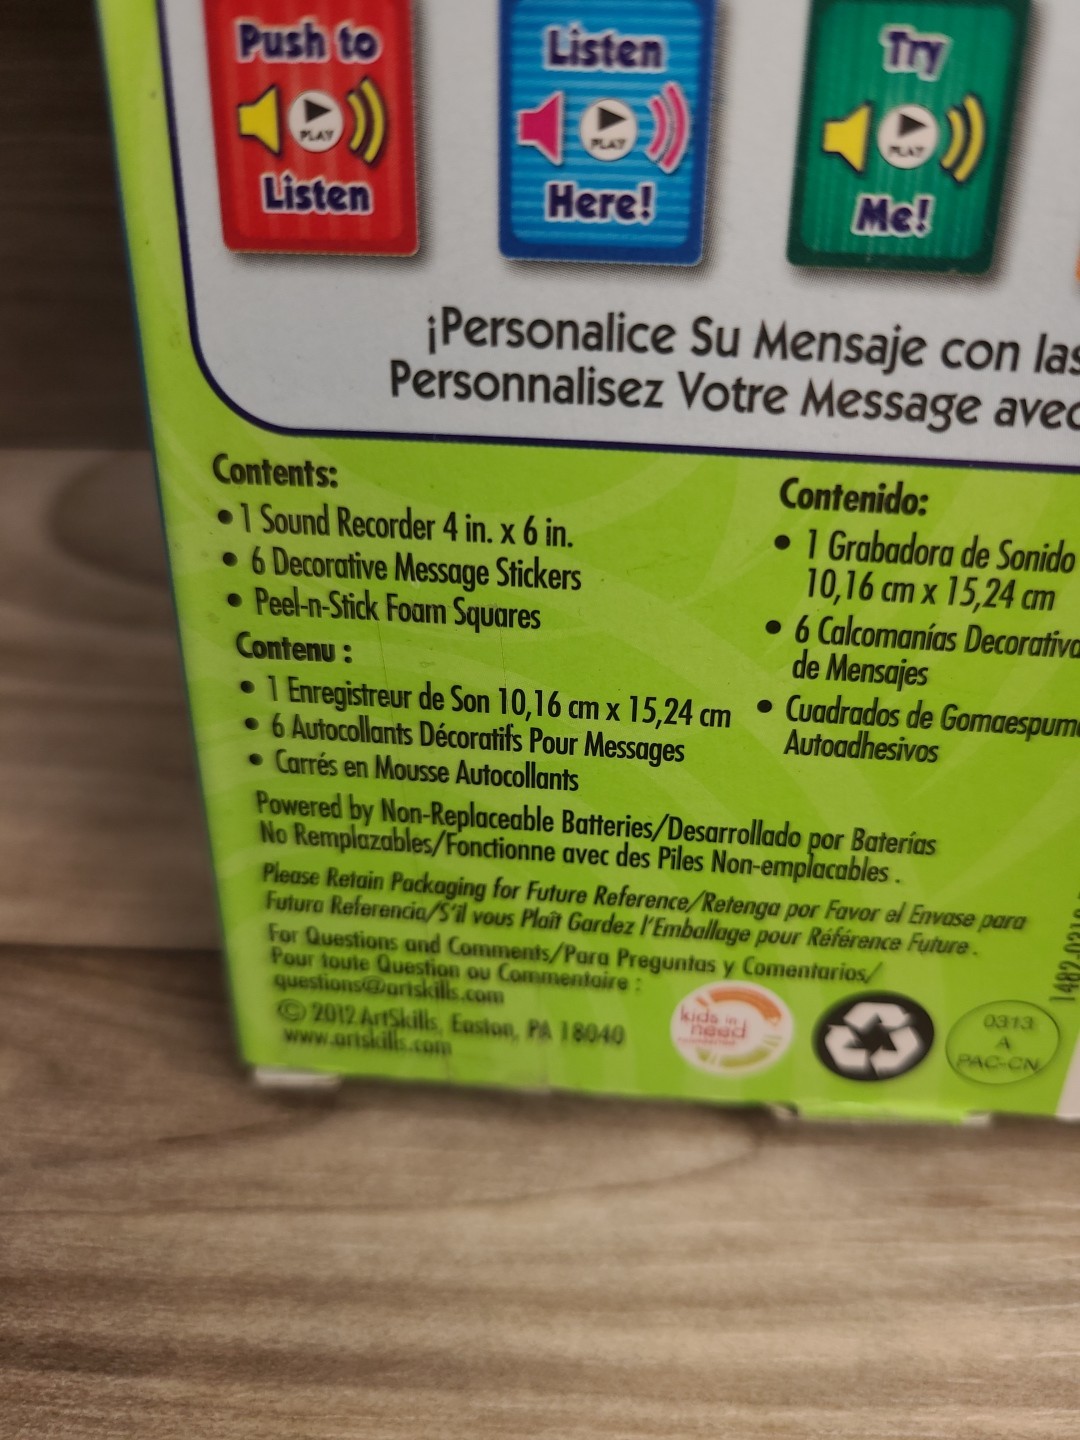 Push to
PLAY
Listen
Listen
PLAY
Here!
Try
PLAY
Me!
¡Personalice Su Mensaje con las
Personnalisez Votre Message avec
Contents:
• 1 Sound Recorder 4 in. x 6 in.
• 6 Decorative Message Stickers
• Peel-n-Stick Foam Squares
Contenu :
• 1 Enregistreur de Son 10,16 cm x 15,24 cm
• 6 Autocollants Décoratifs Pour Messages
• Carrés en Mousse Autocollants
Contenido:
• 1 Grabadora de Sonido
10,16 cm x 15,24 cm
• 6 Calcomanías Decorativa
de Mensajes
• Cuadrados de Gomaespuma
Autoadhesivos
Powered by Non-Replaceable Batteries/Desarrollado por Baterías
No Remplazables/Fonctionne avec des Piles Non-emplacables .
Please Retain Packaging for Future Reference/Retenga por Favor el Envase para
Futura Referencia/S'il vous Plaît Gardez l'Emballage pour Référence Future .
For Questions and Comments/Para Preguntas y Comentarios/
Pour toute Question ou Commentaire :
questions@artskills.com
© 2012 ArtSkills, Easton, PA 18040
www.artskills.com
kids in
need
0313
A
PAC-CN